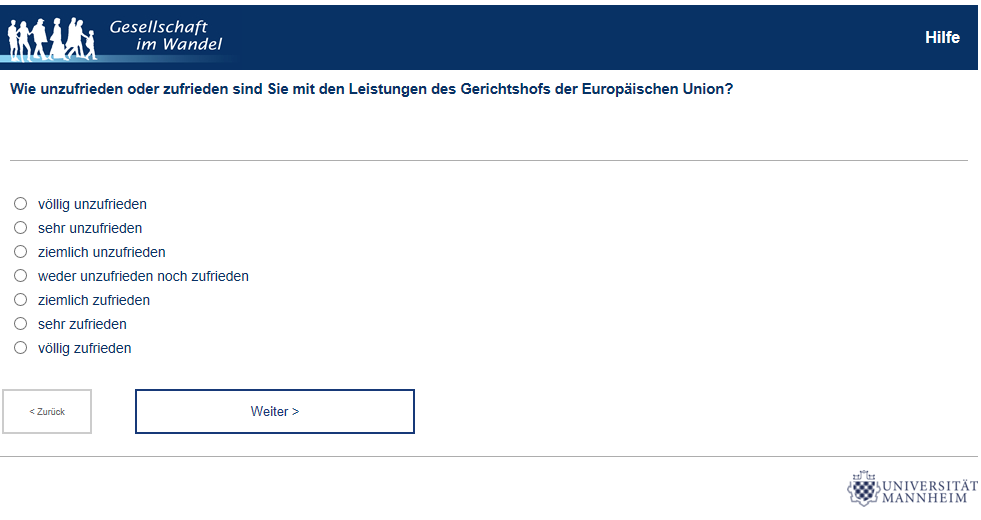 Gesellschaft
im Wandel
Hilfe
Wie unzufrieden oder zufrieden sind Sie mit den Leistungen des Gerichtshofs der Europäischen Union?
völlig unzufrieden
sehr unzufrieden
ziemlich unzufrieden
weder unzufrieden noch zufrieden
ziemlich zufrieden
sehr zufrieden
völlig zufrieden
< Zurück
Weiter >
UNIVERSITÄT
MANNHEIM